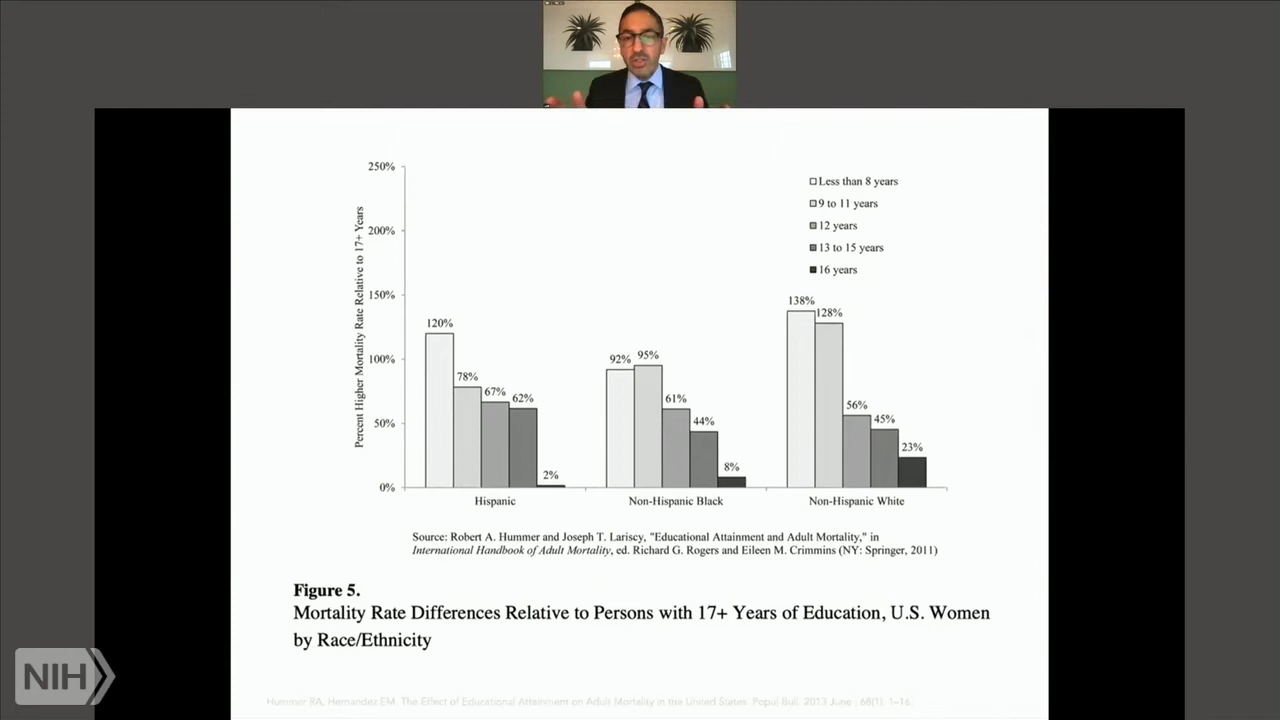 250%
200%
150%
100%
50%
0%
Percent Higher Mortality Rate Relative to 17+ Years
Less than 8 years
9 to 11 years
12 years
13 to 15 years
16 years
120%
78%
67%
62%
2%
92%
95%
61%
44%
8%
138%
128%
56%
45%
23%
Hispanic
Non-Hispanic Black
Non-Hispanic White
Source: Robert A. Hummer and Joseph T. Lariscy, "Educational Attainment and Adult Mortality," in
International Handbook of Adult Mortality, ed. Richard G. Rogers and Eileen M. Crimmins (NY: Springer, 2011)
Figure 5.
Mortality Rate Differences Relative to Persons with 17+ Years of Education, U.S. Women
by Race/Ethnicity
NIH
Hummer RA, Hernandez EM. The Effect of Educational Attainment on Adult Mortality in the United States. Popul Bull. 2013 June ; 68(1): 1–16.